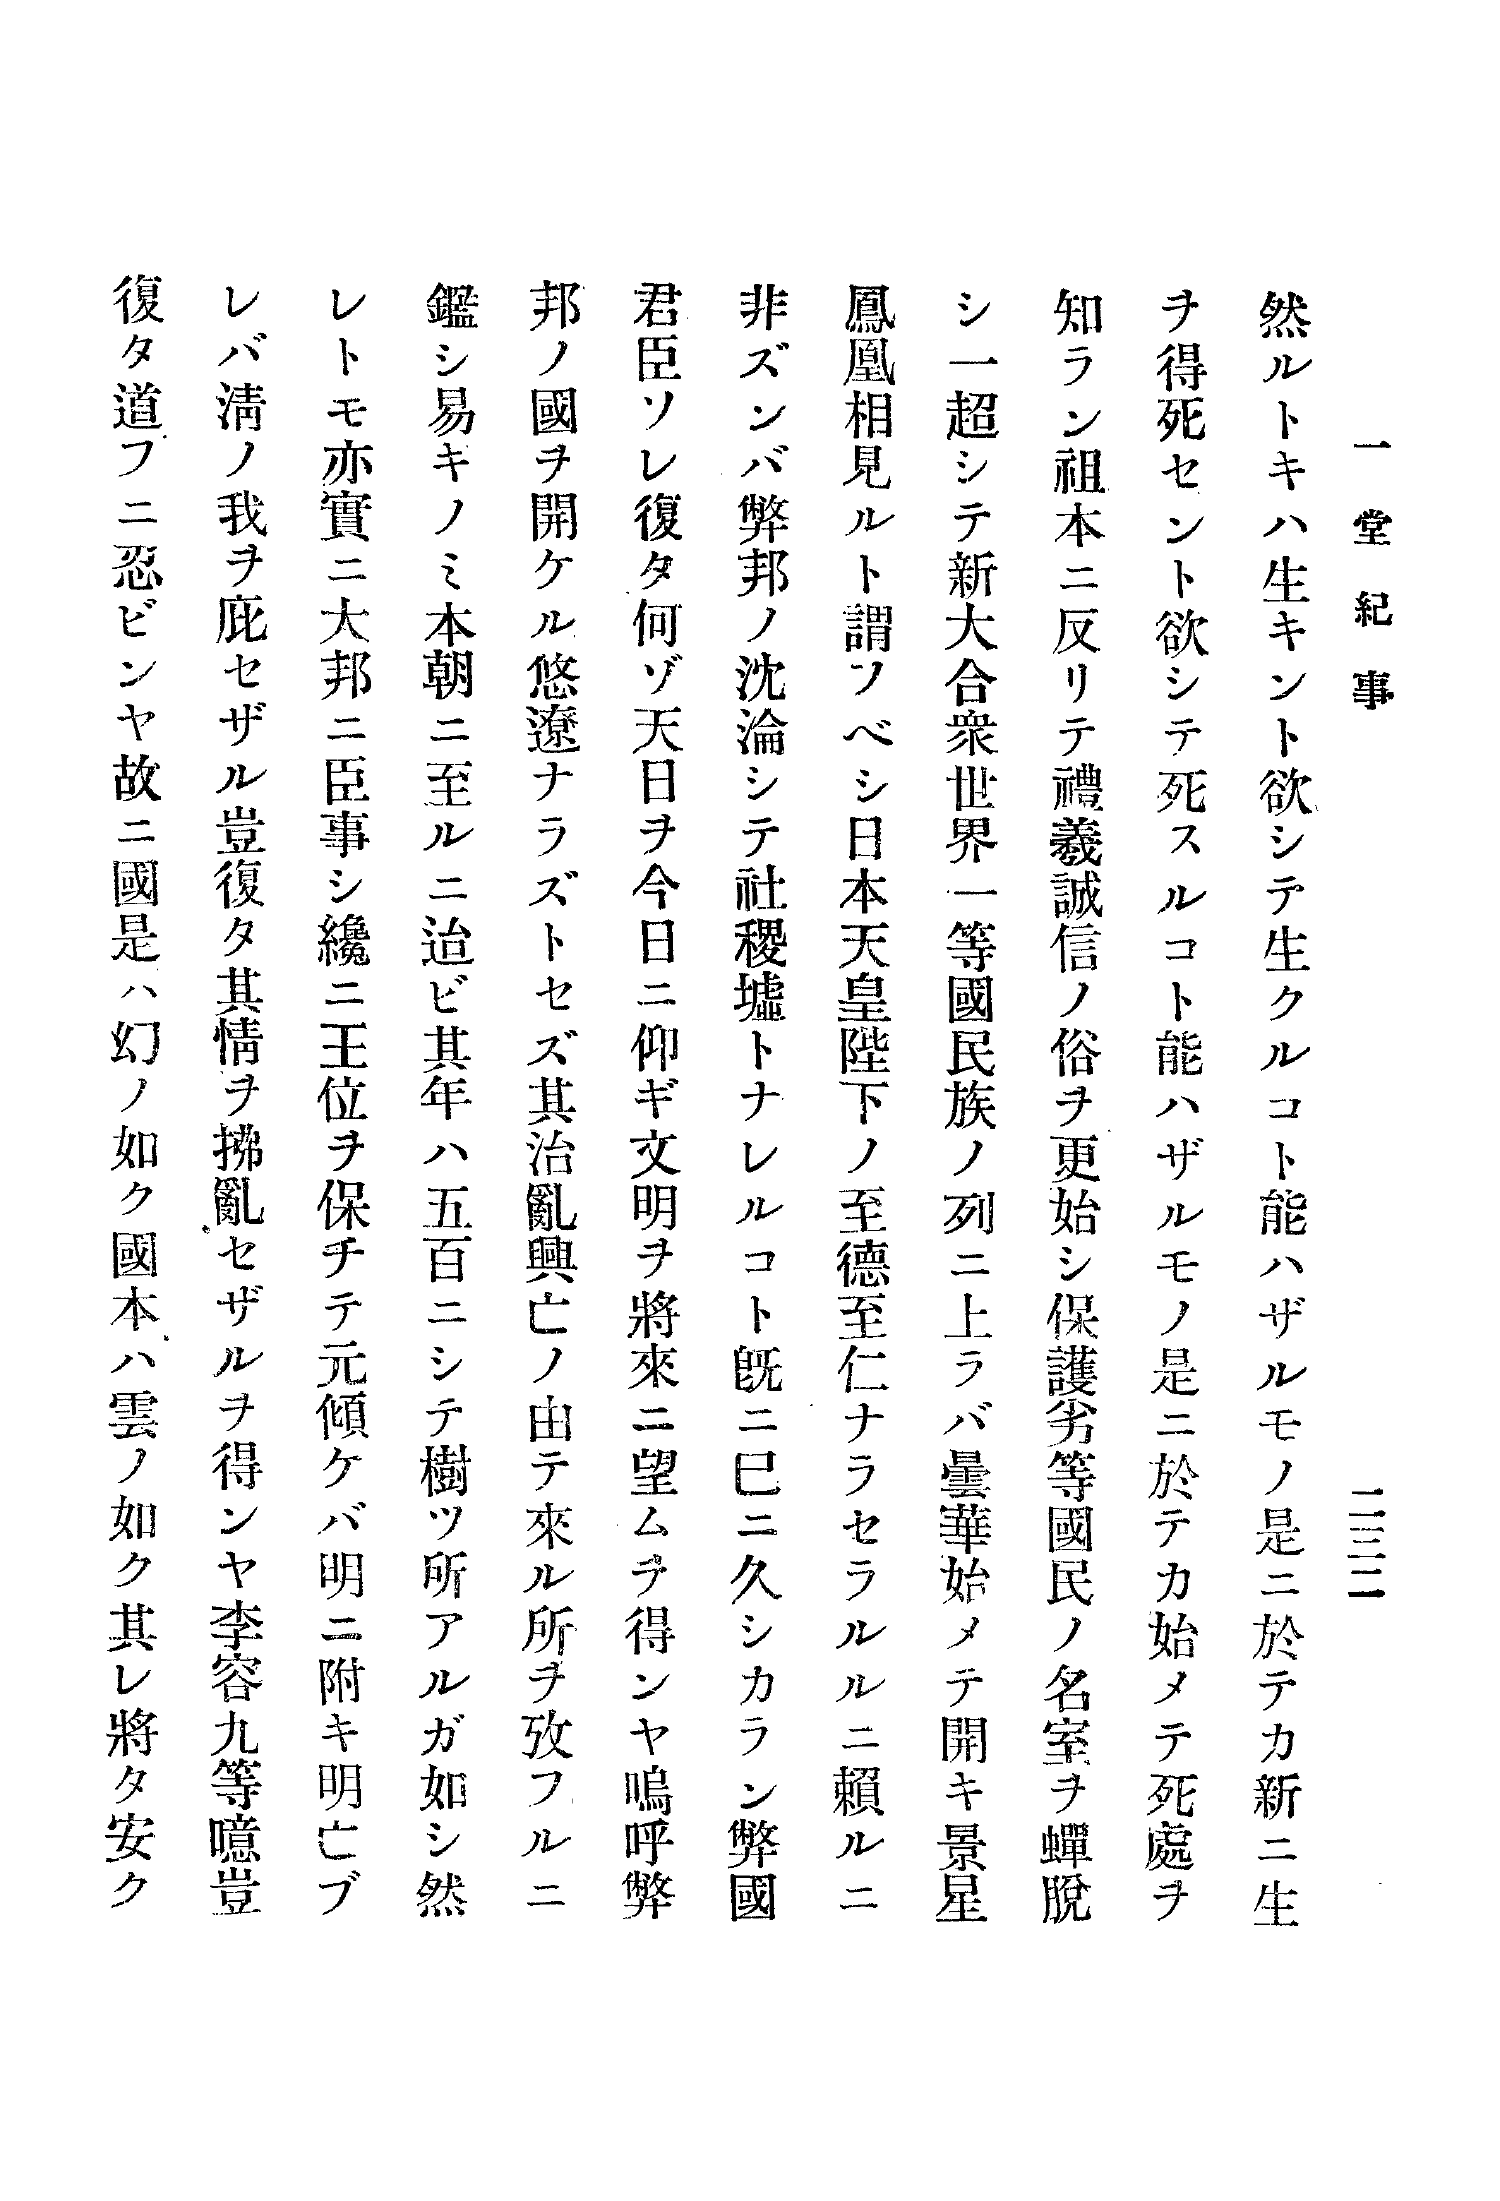 一堂紀事
二三二
然ルトキハ生キント欲シテ生クルコト能ハザルモノ是ニ於テカ新ニ生
ヲ得死セント欲シテ死スルコト能ハザルモノ是ニ於テカ始メテ死處ヲ
知ラン祖本ニ反リテ禮義誠信ノ俗ヲ更始シ保護劣等國民ノ名室ヲ蟬脫
シ一超シテ新大合衆世界一等國民族ノ列ニ上ラバ曇華始メテ開キ景星
鳳凰相見ルト謂フベシ日本天皇陛下ノ至德至仁ナラセラルルニ賴ルニ
非ズンバ弊邦ノ沈淪シテ社稷墟トナレルコト既ニ已ニ久シカラン弊國
君臣ソレ復タ何ゾ天日ヲ今日ニ仰ギ文明ヲ將來ニ望ムヲ得ンヤ嗚呼弊
邦ノ國ヲ開ケル悠遼ナラズトセズ其治亂興亡ノ由テ來ル所ヲ攷フルニ
鑑シ易キノミ本朝ニ至ルニ迨ビ其年ハ五百ニシテ樹ツ所アルガ如シ然
レトモ亦實ニ大邦ニ臣事シ纔ニ王位ヲ保チテ元傾ケバ明ニ附キ明亡ブ
レバ淸ノ我ヲ庇セザル豈復タ其情ヲ拂亂セザルヲ得ンヤ李容九等噫豈
復タ道フニ忍ビンヤ故ニ國是ハ幻ノ如ク國本ハ雲ノ如ク其レ將タ安ク